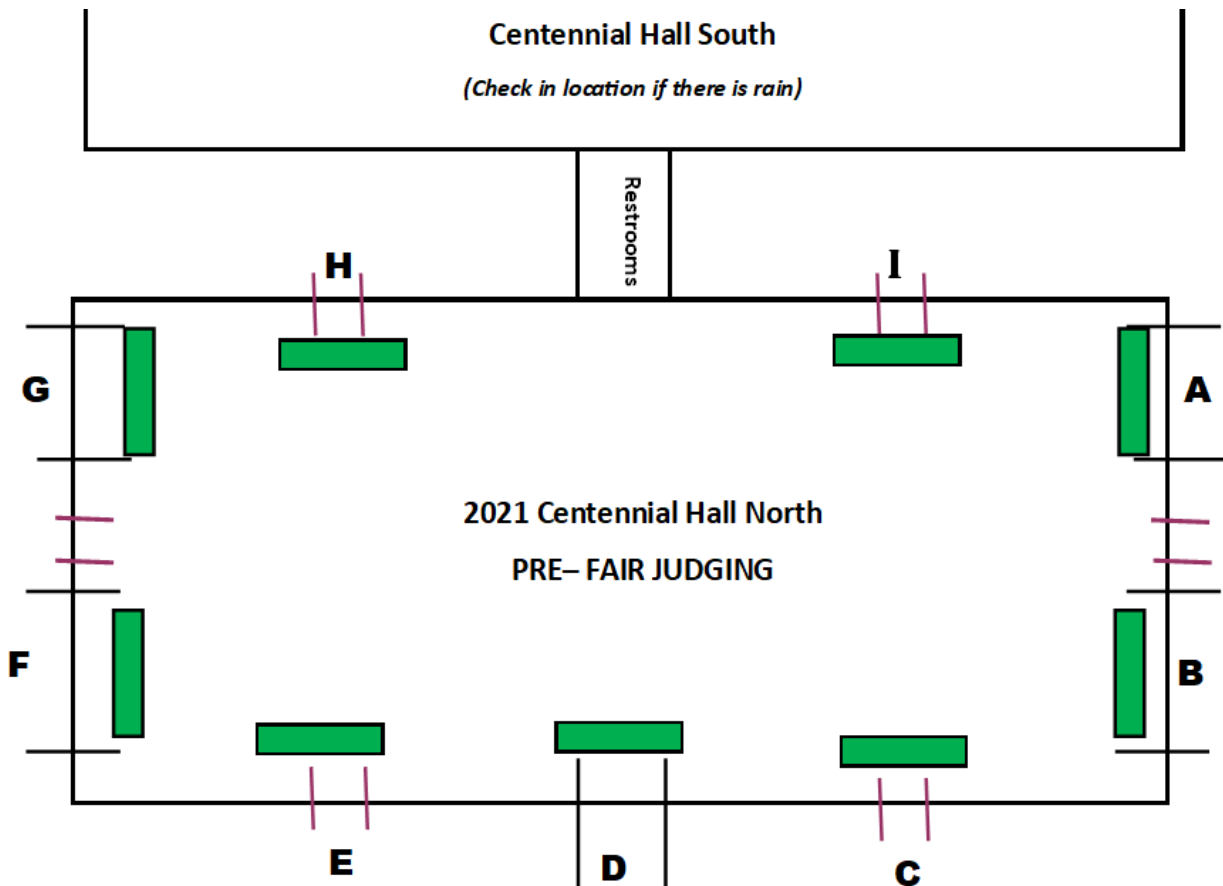 Centennial Hall South
(Check in location if there is rain)
Restrooms
H
I
G
A
2021 Centennial Hall North
PRE– FAIR JUDGING
F
B
E
D
C